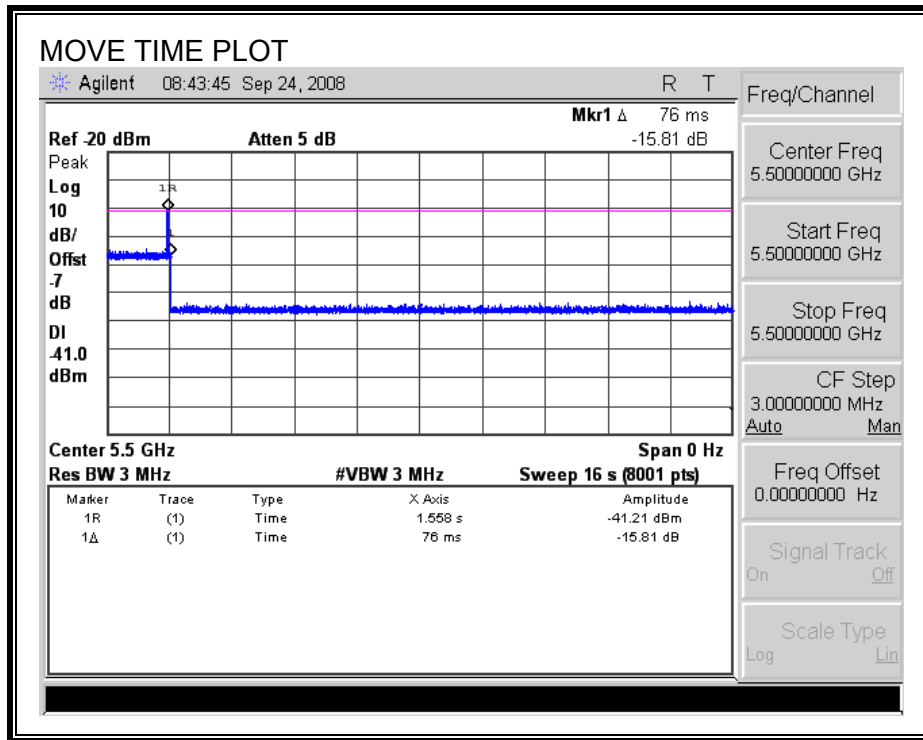 MOVE TIME PLOT
Agilent 08:43:45 Sep 24, 2008 R T
Freq/Channel
Mkr1 Δ 76 ms
Ref -20 dBm Atten 5 dB -15.81 dB
Peak
Log
10
dB/
Offst
-7
dB
DI
-41.0
dBm
1R
1
Center 5.5 GHz Span 0 Hz
Res BW 3 MHz #VBW 3 MHz Sweep 16 s (8001 pts)
Marker Trace Type X Axis Amplitude
1R (1) Time 1.558 s -41.21 dBm
1Δ (1) Time 76 ms -15.81 dB
Center Freq
5.50000000 GHz
Start Freq
5.50000000 GHz
Stop Freq
5.50000000 GHz
CF Step
3.00000000 MHz
Auto Man
Freq Offset
0.00000000 Hz
Signal Track
On Off
Scale Type
Log Lin